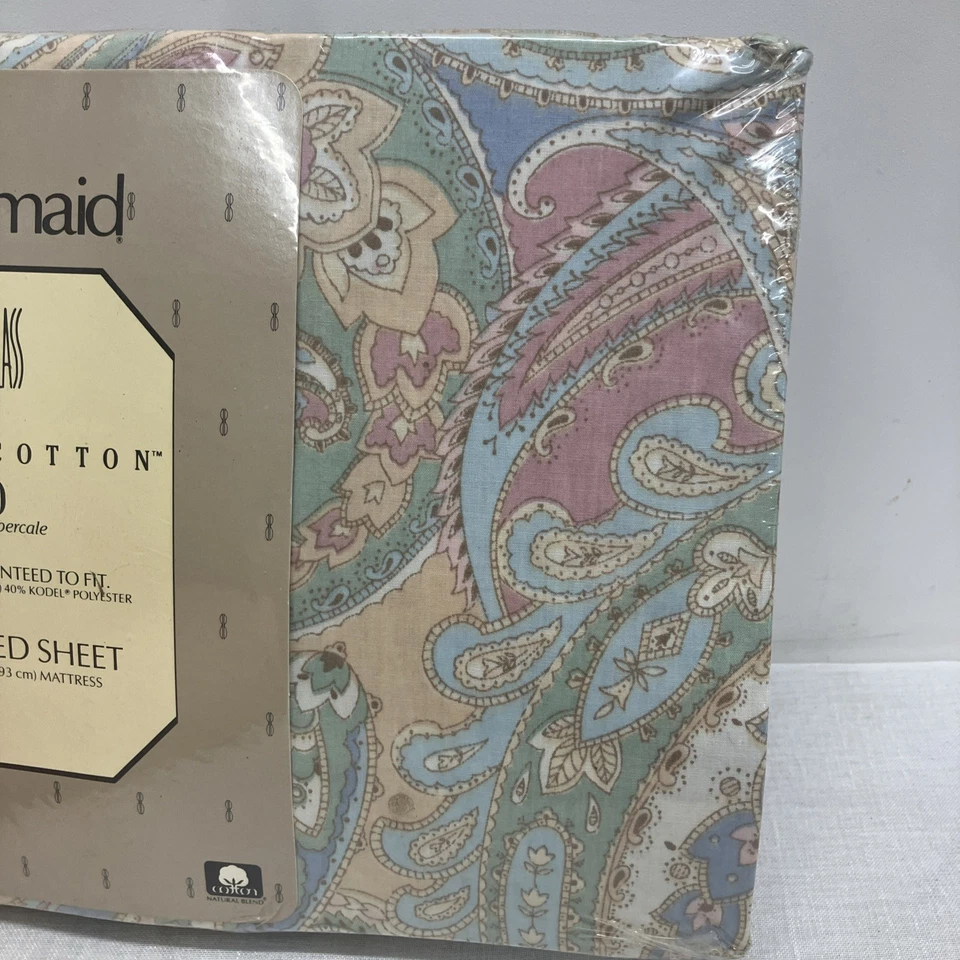 maid®
ASS
COTTON™
percale
NTEED TO FIT.
) 40% KODEL® POLYESTER
ED SHEET
93 cm) MATTRESS
cotton
NATURAL BLEND®